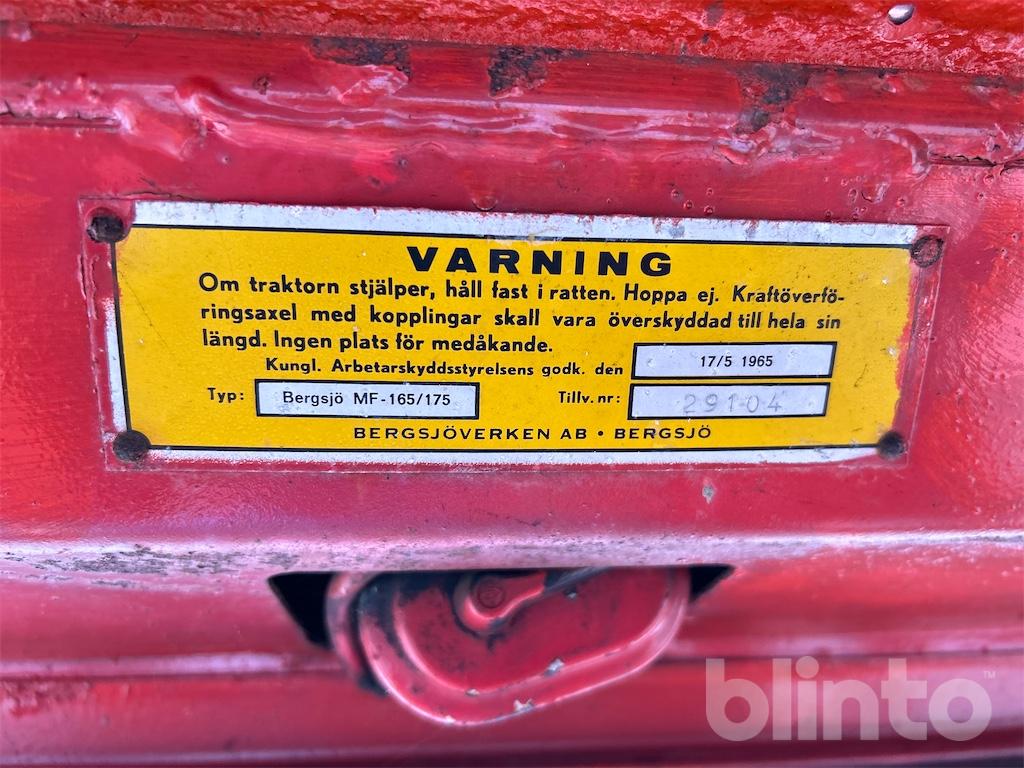 VARNING
Om traktorn stjälper, håll fast i ratten. Hoppa ej. Kraftöverfö-
ringsaxel med kopplingar skall vara överskyddad till hela sin
längd. Ingen plats för medåkande.
Kungl. Arbetarskyddsstyrelsens godk. den 17/5 1965
Typ: Bergsjö MF-165/175 Tillv. nr: 29104
BERGSJÖVERKEN AB • BERGSJÖ
blinto™